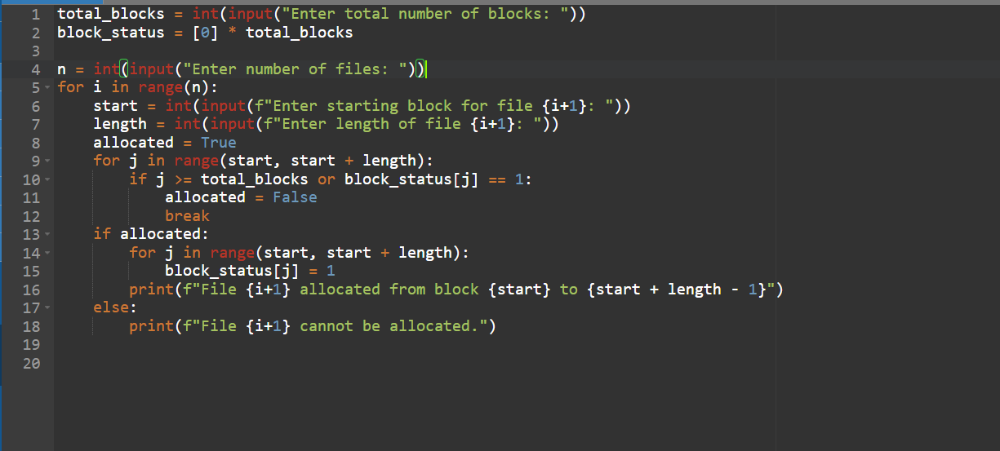 1 total_blocks = int(input("Enter total number of blocks: "))
2 block_status = [0] * total_blocks
3
4 n = int(input("Enter number of files: "))
5 for i in range(n):
6     start = int(input(f"Enter starting block for file {i+1}: "))
7     length = int(input(f"Enter length of file {i+1}: "))
8     allocated = True
9     for j in range(start, start + length):
10         if j >= total_blocks or block_status[j] == 1:
11             allocated = False
12             break
13     if allocated:
14         for j in range(start, start + length):
15             block_status[j] = 1
16         print(f"File {i+1} allocated from block {start} to {start + length - 1}")
17     else:
18         print(f"File {i+1} cannot be allocated.")
19
20